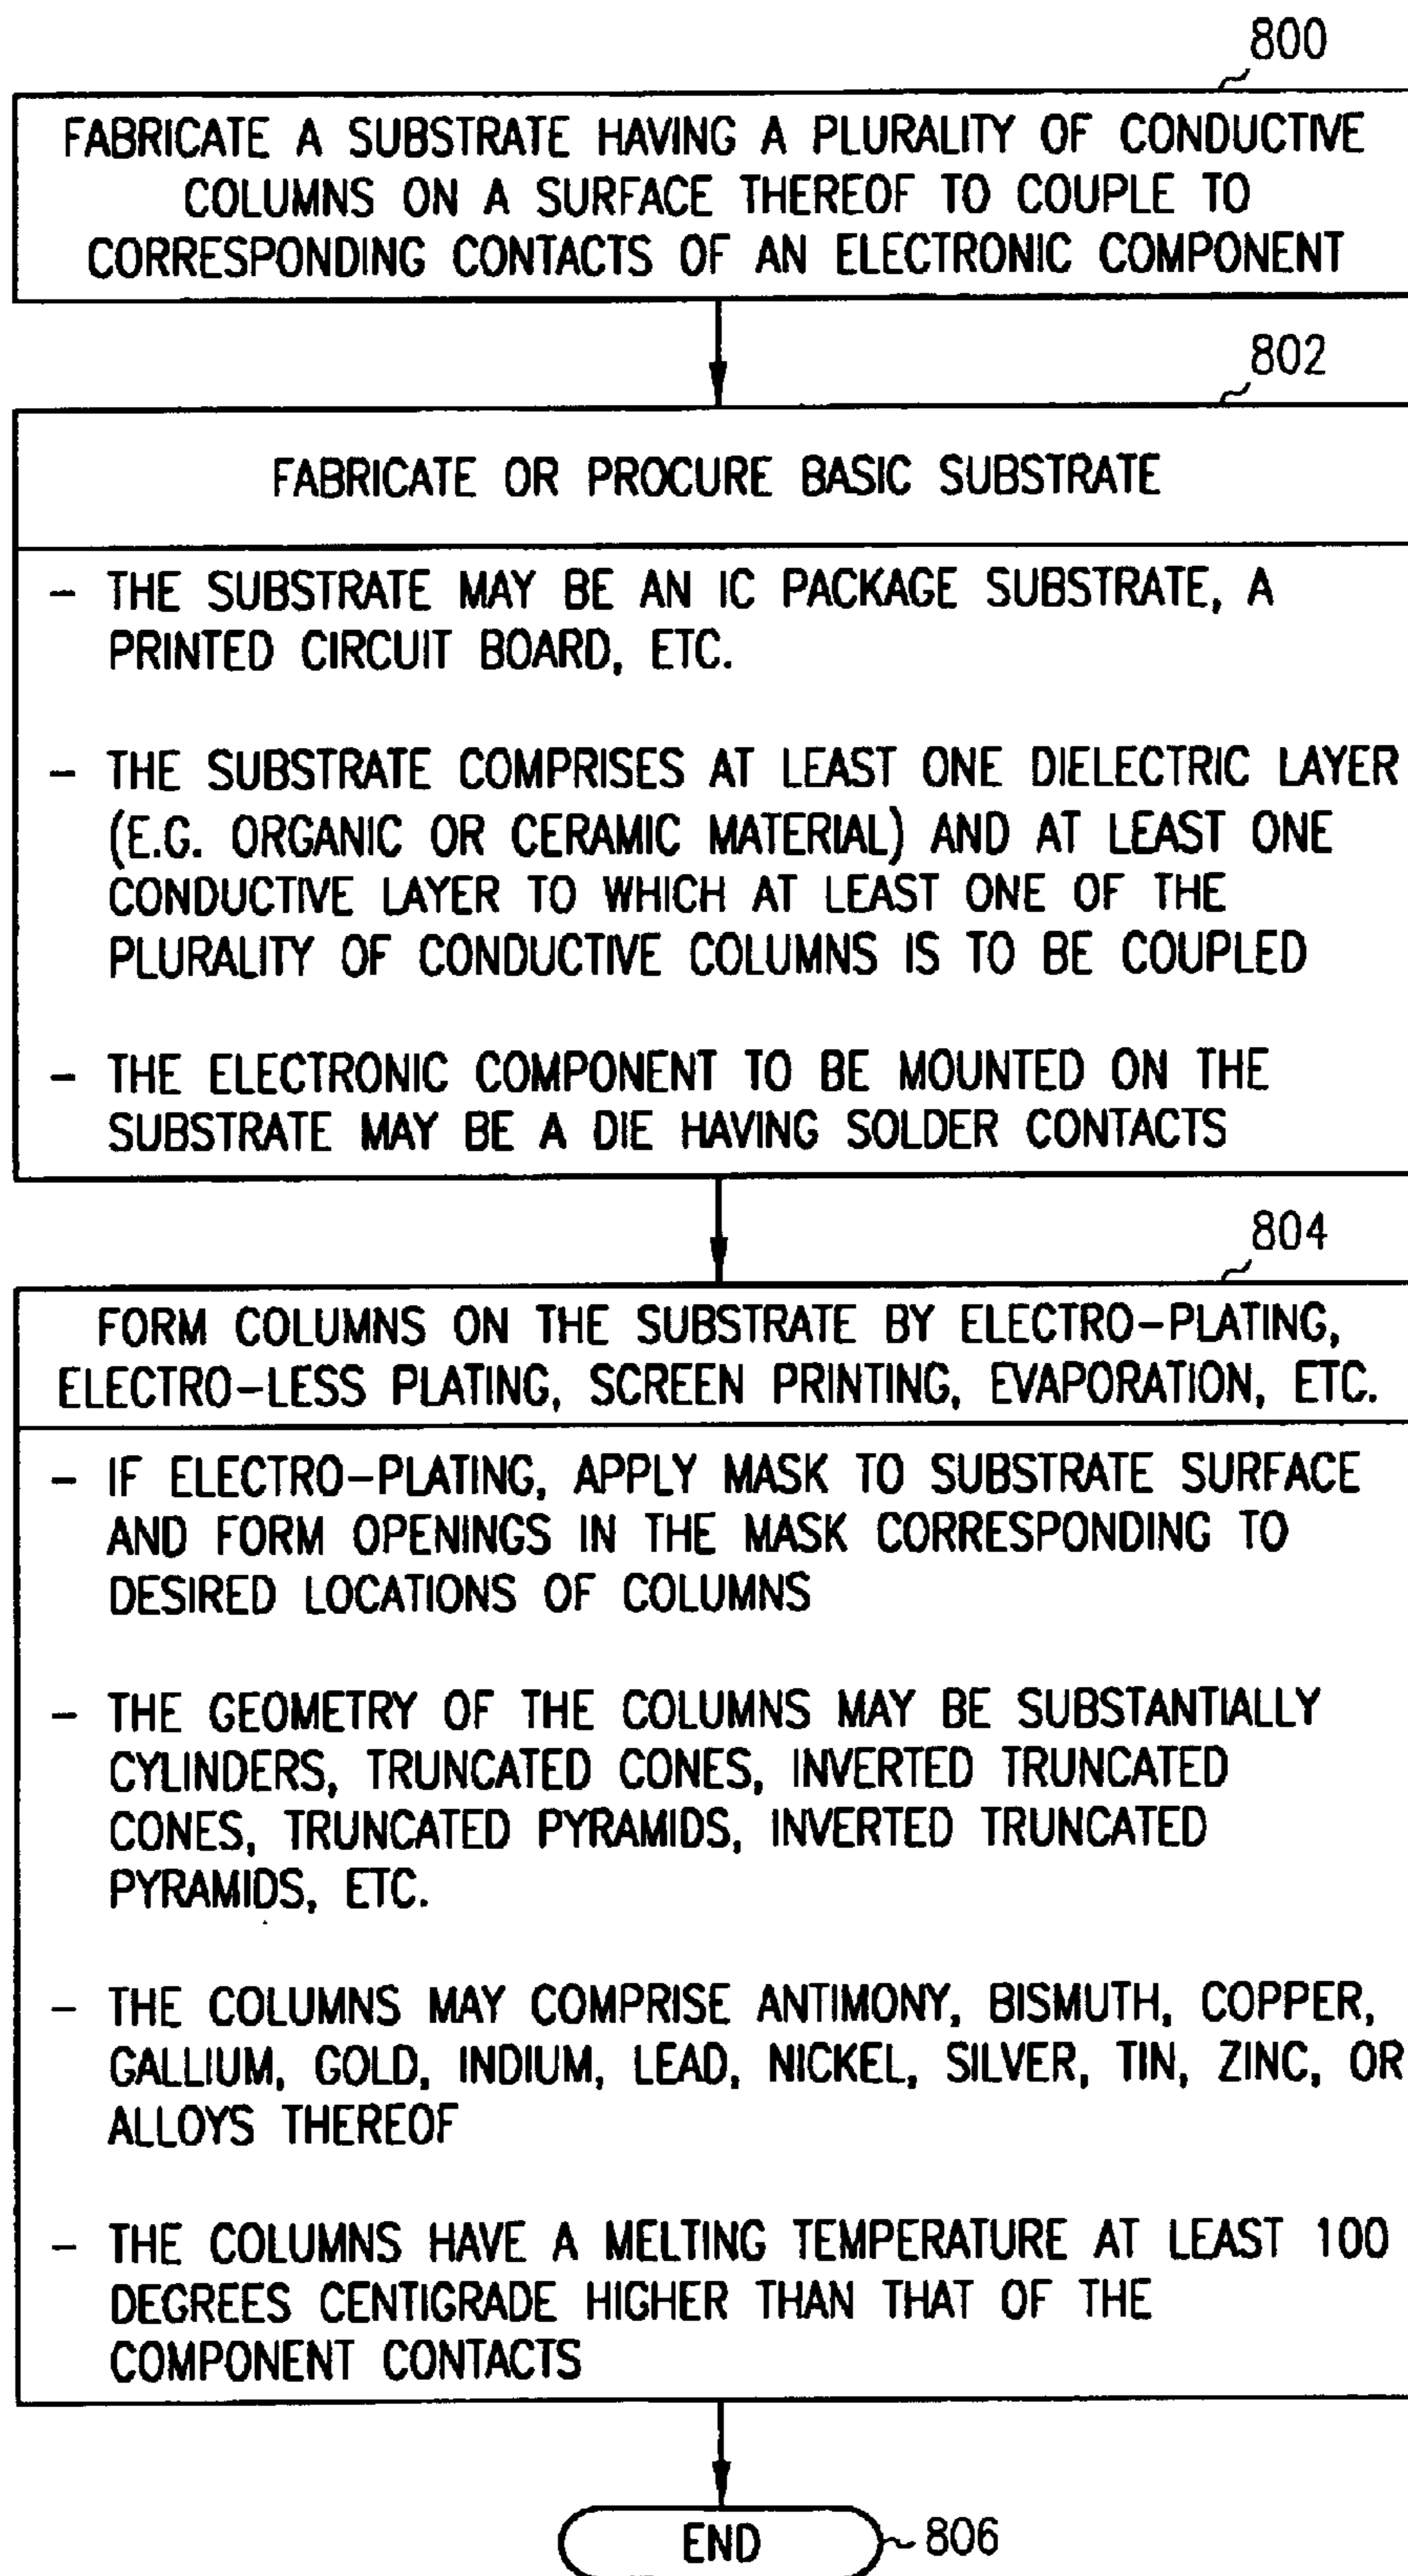 800
FABRICATE A SUBSTRATE HAVING A PLURALITY OF CONDUCTIVE
COLUMNS ON A SURFACE THEREOF TO COUPLE TO
CORRESPONDING CONTACTS OF AN ELECTRONIC COMPONENT
802
FABRICATE OR PROCURE BASIC SUBSTRATE
- THE SUBSTRATE MAY BE AN IC PACKAGE SUBSTRATE, A
PRINTED CIRCUIT BOARD, ETC.
- THE SUBSTRATE COMPRISES AT LEAST ONE DIELECTRIC LAYER
(E.G. ORGANIC OR CERAMIC MATERIAL) AND AT LEAST ONE
CONDUCTIVE LAYER TO WHICH AT LEAST ONE OF THE
PLURALITY OF CONDUCTIVE COLUMNS IS TO BE COUPLED
- THE ELECTRONIC COMPONENT TO BE MOUNTED ON THE
SUBSTRATE MAY BE A DIE HAVING SOLDER CONTACTS
804
FORM COLUMNS ON THE SUBSTRATE BY ELECTRO-PLATING,
ELECTRO-LESS PLATING, SCREEN PRINTING, EVAPORATION, ETC.
- IF ELECTRO-PLATING, APPLY MASK TO SUBSTRATE SURFACE
AND FORM OPENINGS IN THE MASK CORRESPONDING TO
DESIRED LOCATIONS OF COLUMNS
- THE GEOMETRY OF THE COLUMNS MAY BE SUBSTANTIALLY
CYLINDERS, TRUNCATED CONES, INVERTED TRUNCATED
CONES, TRUNCATED PYRAMIDS, INVERTED TRUNCATED
PYRAMIDS, ETC.
- THE COLUMNS MAY COMPRISE ANTIMONY, BISMUTH, COPPER,
GALLIUM, GOLD, INDIUM, LEAD, NICKEL, SILVER, TIN, ZINC, OR
ALLOYS THEREOF
- THE COLUMNS HAVE A MELTING TEMPERATURE AT LEAST 100
DEGREES CENTIGRADE HIGHER THAN THAT OF THE
COMPONENT CONTACTS
END
806